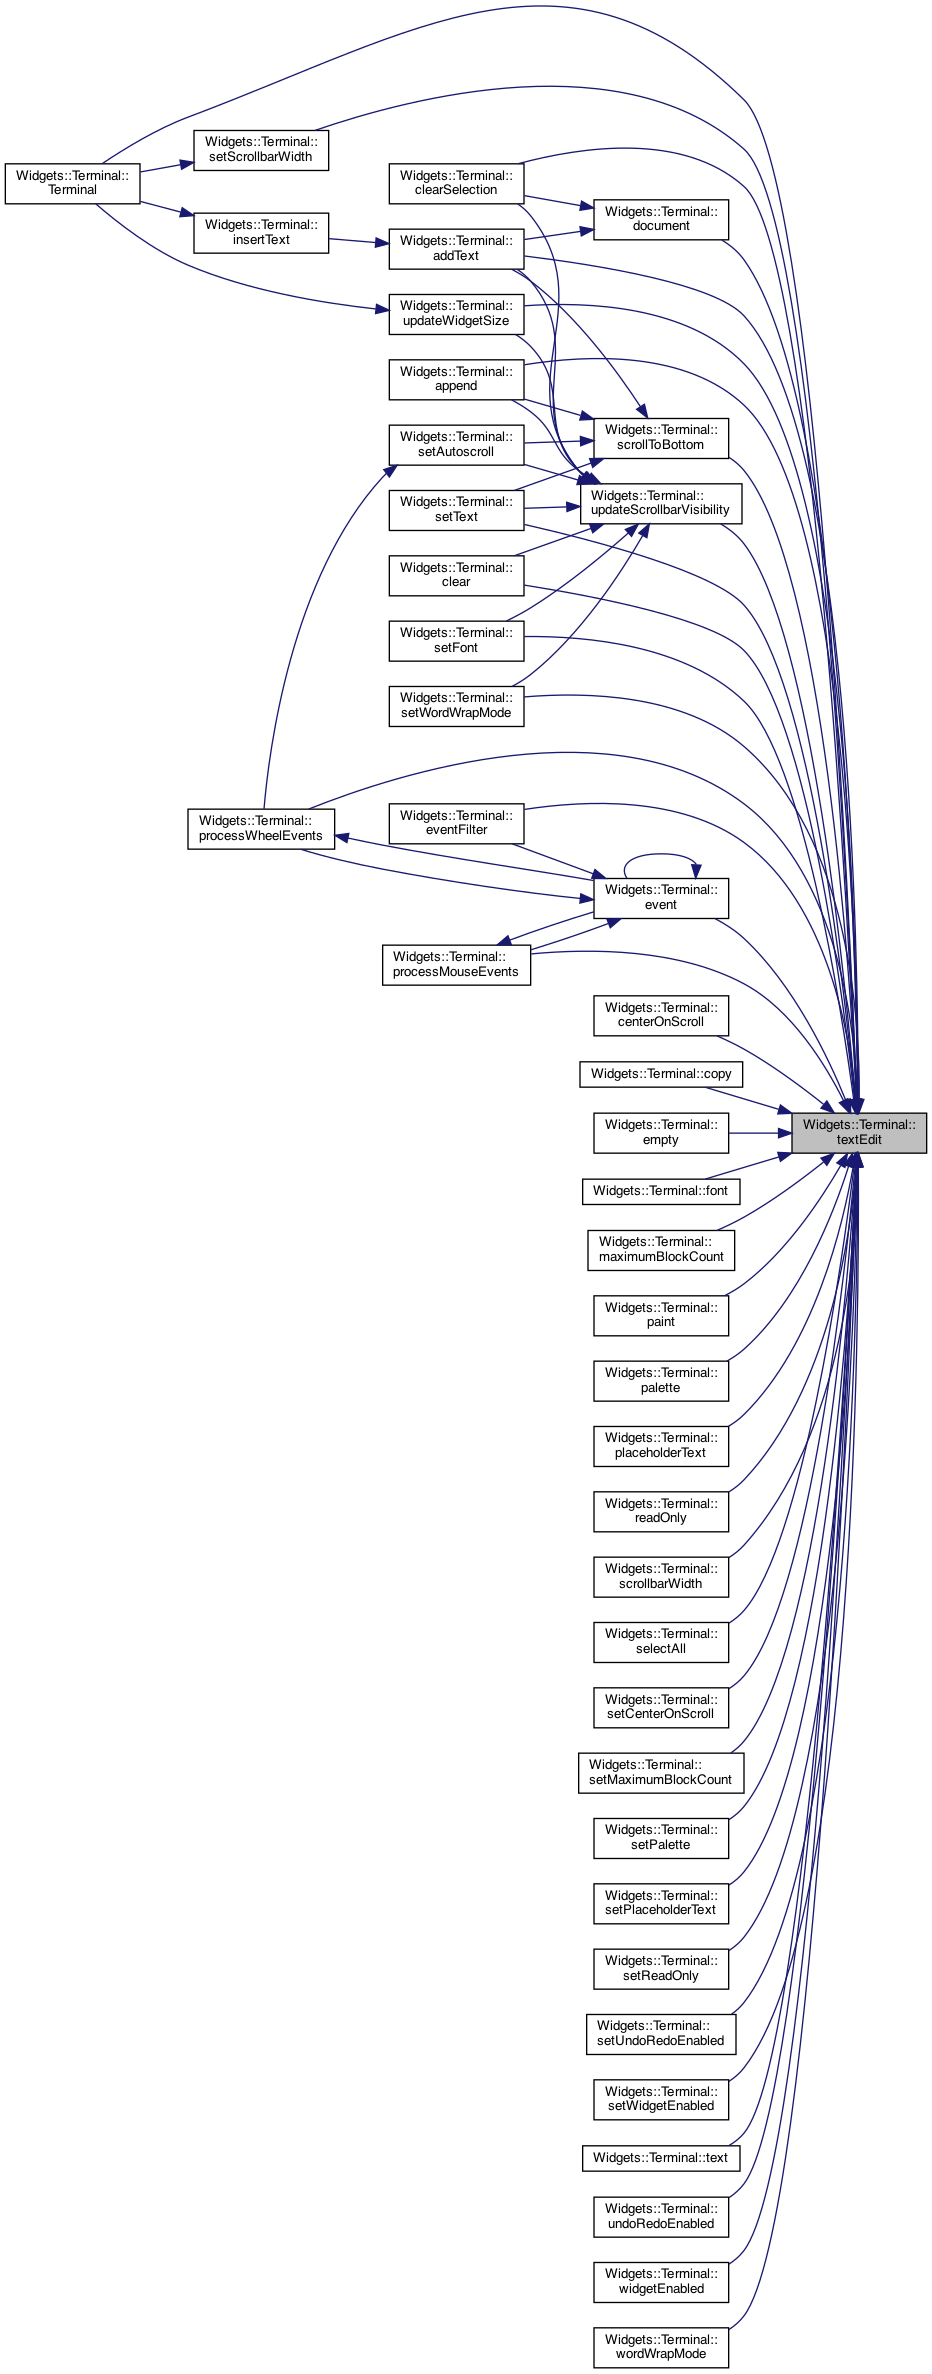 Widgets::Terminal::
setScrollbarWidth
Widgets::Terminal::
Terminal
Widgets::Terminal::
clearSelection
Widgets::Terminal::
document
Widgets::Terminal::
insertText
Widgets::Terminal::
addText
Widgets::Terminal::
updateWidgetSize
Widgets::Terminal::
append
Widgets::Terminal::
scrollToBottom
Widgets::Terminal::
setAutoscroll
Widgets::Terminal::
updateScrollbarVisibility
Widgets::Terminal::
setText
Widgets::Terminal::
clear
Widgets::Terminal::
setFont
Widgets::Terminal::
setWordWrapMode
Widgets::Terminal::
processWheelEvents
Widgets::Terminal::
eventFilter
Widgets::Terminal::
event
Widgets::Terminal::
processMouseEvents
Widgets::Terminal::
centerOnScroll
Widgets::Terminal::copy
Widgets::Terminal::
textEdit
Widgets::Terminal::
empty
Widgets::Terminal::font
Widgets::Terminal::
maximumBlockCount
Widgets::Terminal::
paint
Widgets::Terminal::
palette
Widgets::Terminal::
placeholderText
Widgets::Terminal::
readOnly
Widgets::Terminal::
scrollbarWidth
Widgets::Terminal::
selectAll
Widgets::Terminal::
setCenterOnScroll
Widgets::Terminal::
setMaximumBlockCount
Widgets::Terminal::
setPalette
Widgets::Terminal::
setPlaceholderText
Widgets::Terminal::
setReadOnly
Widgets::Terminal::
setUndoRedoEnabled
Widgets::Terminal::
setWidgetEnabled
Widgets::Terminal::text
Widgets::Terminal::
undoRedoEnabled
Widgets::Terminal::
widgetEnabled
Widgets::Terminal::
wordWrapMode